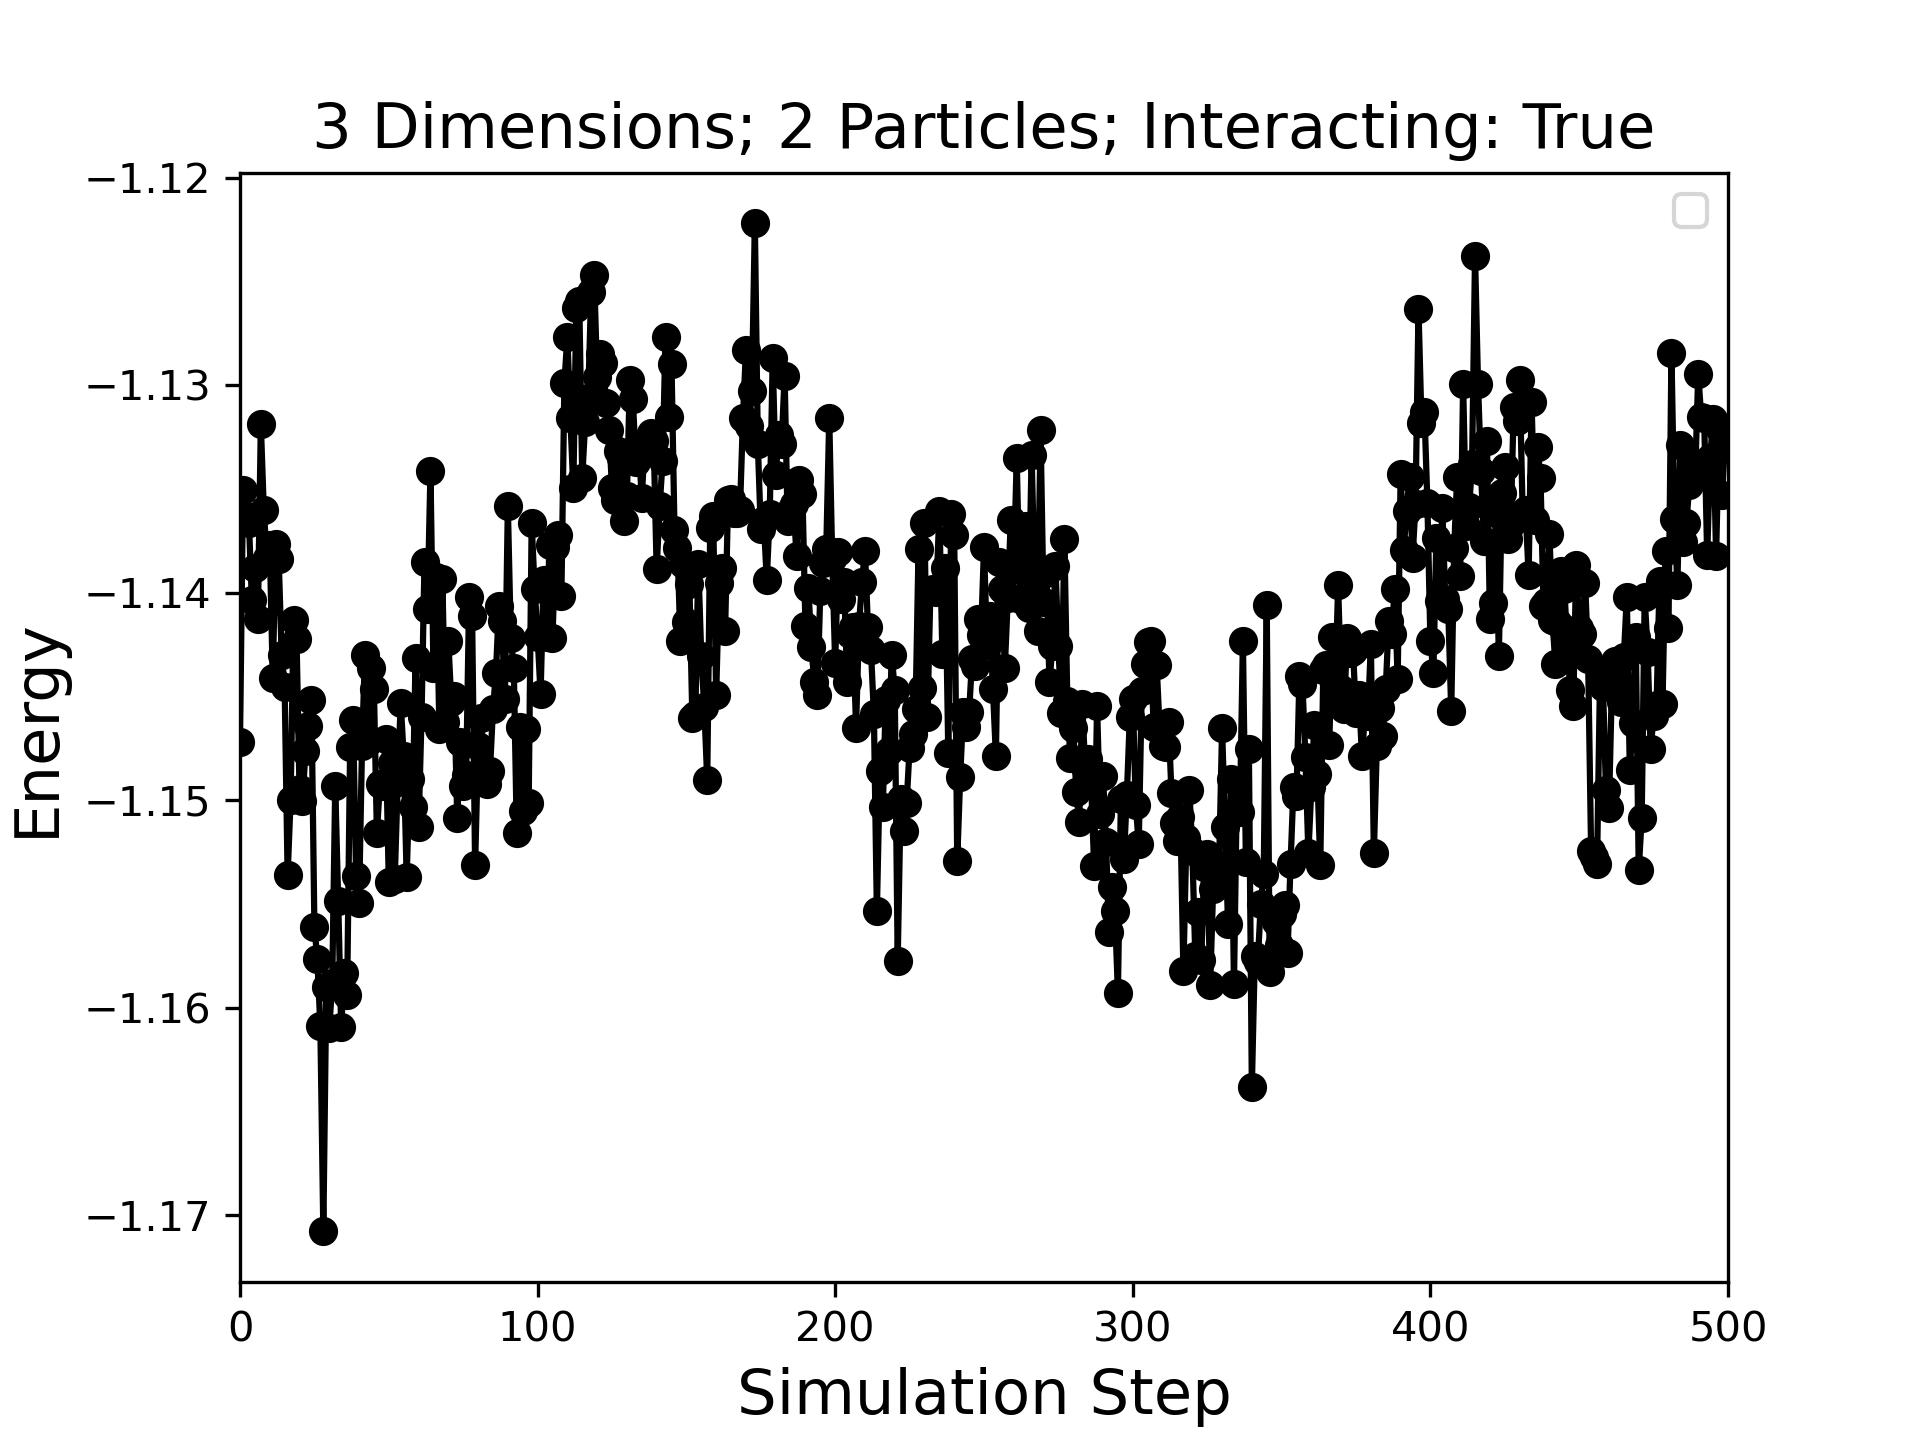 3 Dimensions; 2 Particles; Interacting: True
−1.12
−1.13
−1.14
−1.15
−1.16
−1.17
Energy
0 100 200 300 400 500
Simulation Step